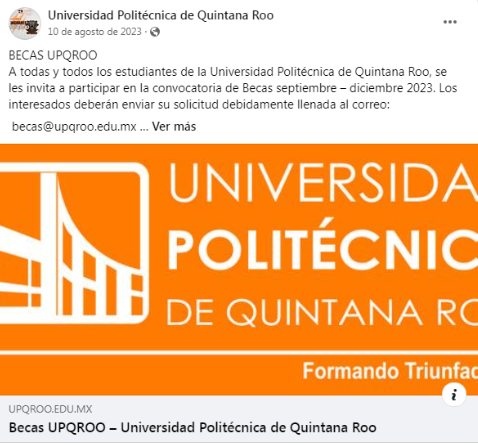 Universidad Politécnica de Quintana Roo
10 de agosto de 2023 ·
BECAS UPQROO
A todas y todos los estudiantes de la Universidad Politécnica de Quintana Roo, se
les invita a participar en la convocatoria de Becas septiembre – diciembre 2023. Los
interesados deberán enviar su solicitud debidamente llenada al correo:
becas@upqroo.edu.mx ... Ver más
UNIVERSIDA
POLITÉCNIC
DE QUINTANA RO
Formando Triunfad
UPQROO.EDU.MX
Becas UPQROO – Universidad Politécnica de Quintana Roo